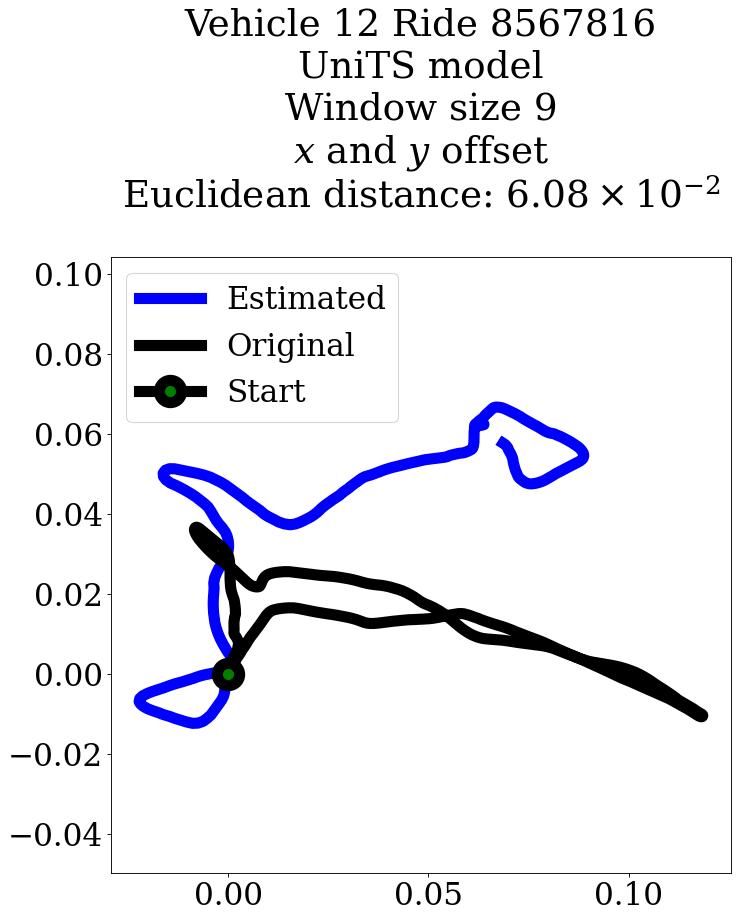 Vehicle 12 Ride 8567816
UniTS model
Window size 9
x and y offset
Euclidean distance: 6.08 × 10⁻²
0.10
0.08
0.06
0.04
0.02
0.00
−0.02
−0.04
Estimated
Original
Start
0.00
0.05
0.10